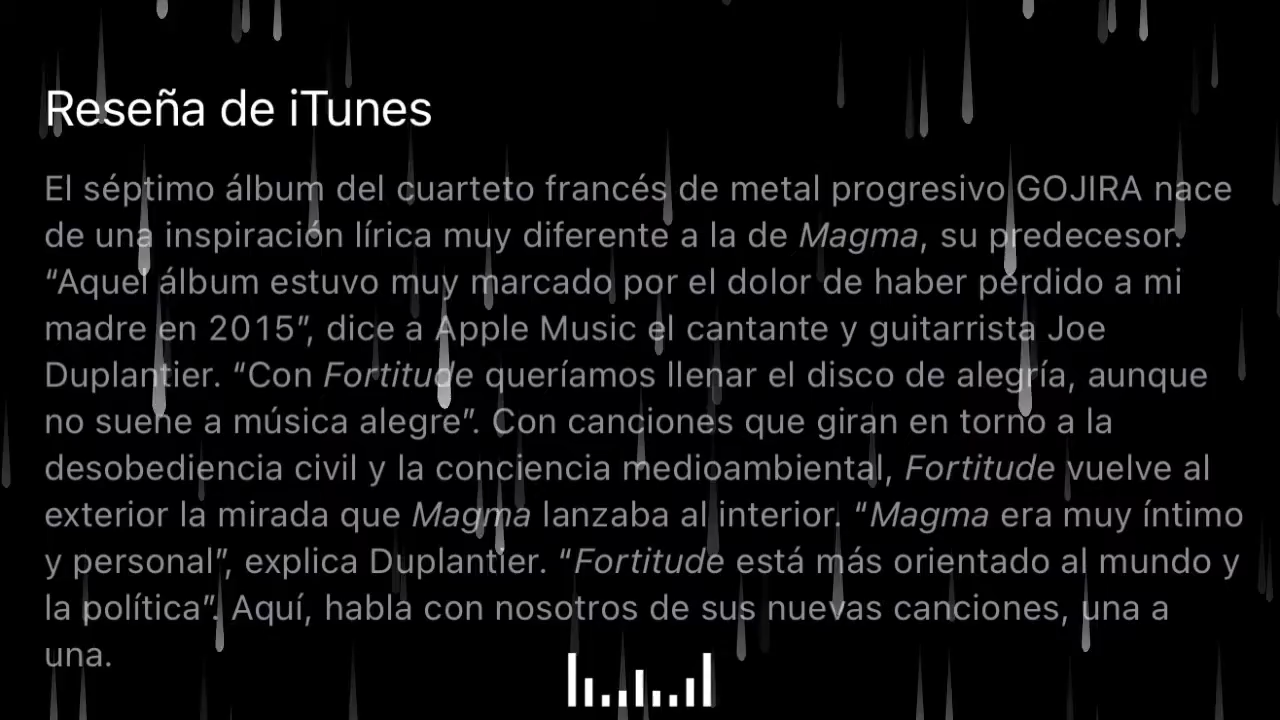 Reseña de iTunes
El séptimo álbum del cuarteto francés de metal progresivo GOJIRA nace
de una inspiración lírica muy diferente a la de Magma, su predecesor.
“Aquel álbum estuvo muy marcado por el dolor de haber perdido a mi
madre en 2015”, dice a Apple Music el cantante y guitarrista Joe
Duplantier. “Con Fortitude queríamos llenar el disco de alegría, aunque
no suene a música alegre”. Con canciones que giran en torno a la
desobediencia civil y la conciencia medioambiental, Fortitude vuelve al
exterior la mirada que Magma lanzaba al interior. “Magma era muy íntimo
y personal”, explica Duplantier. “Fortitude está más orientado al mundo y
la política”. Aquí, habla con nosotros de sus nuevas canciones, una a
una.